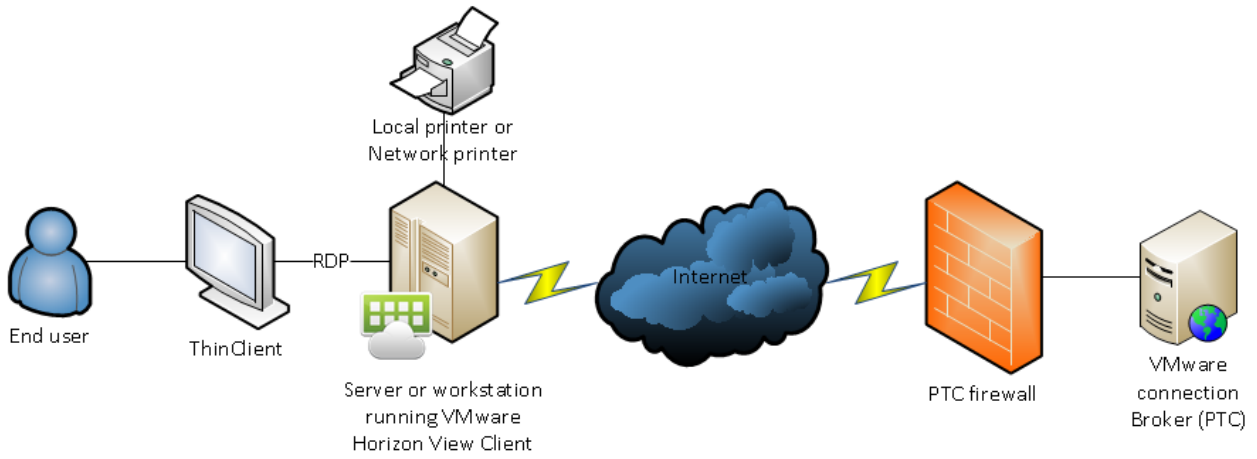 Local printer or
Network printer
End user
ThinClient
RDP
Server or workstation
running VMware
Horizon View Client
Internet
PTC firewall
VMware
connection
Broker (PTC)